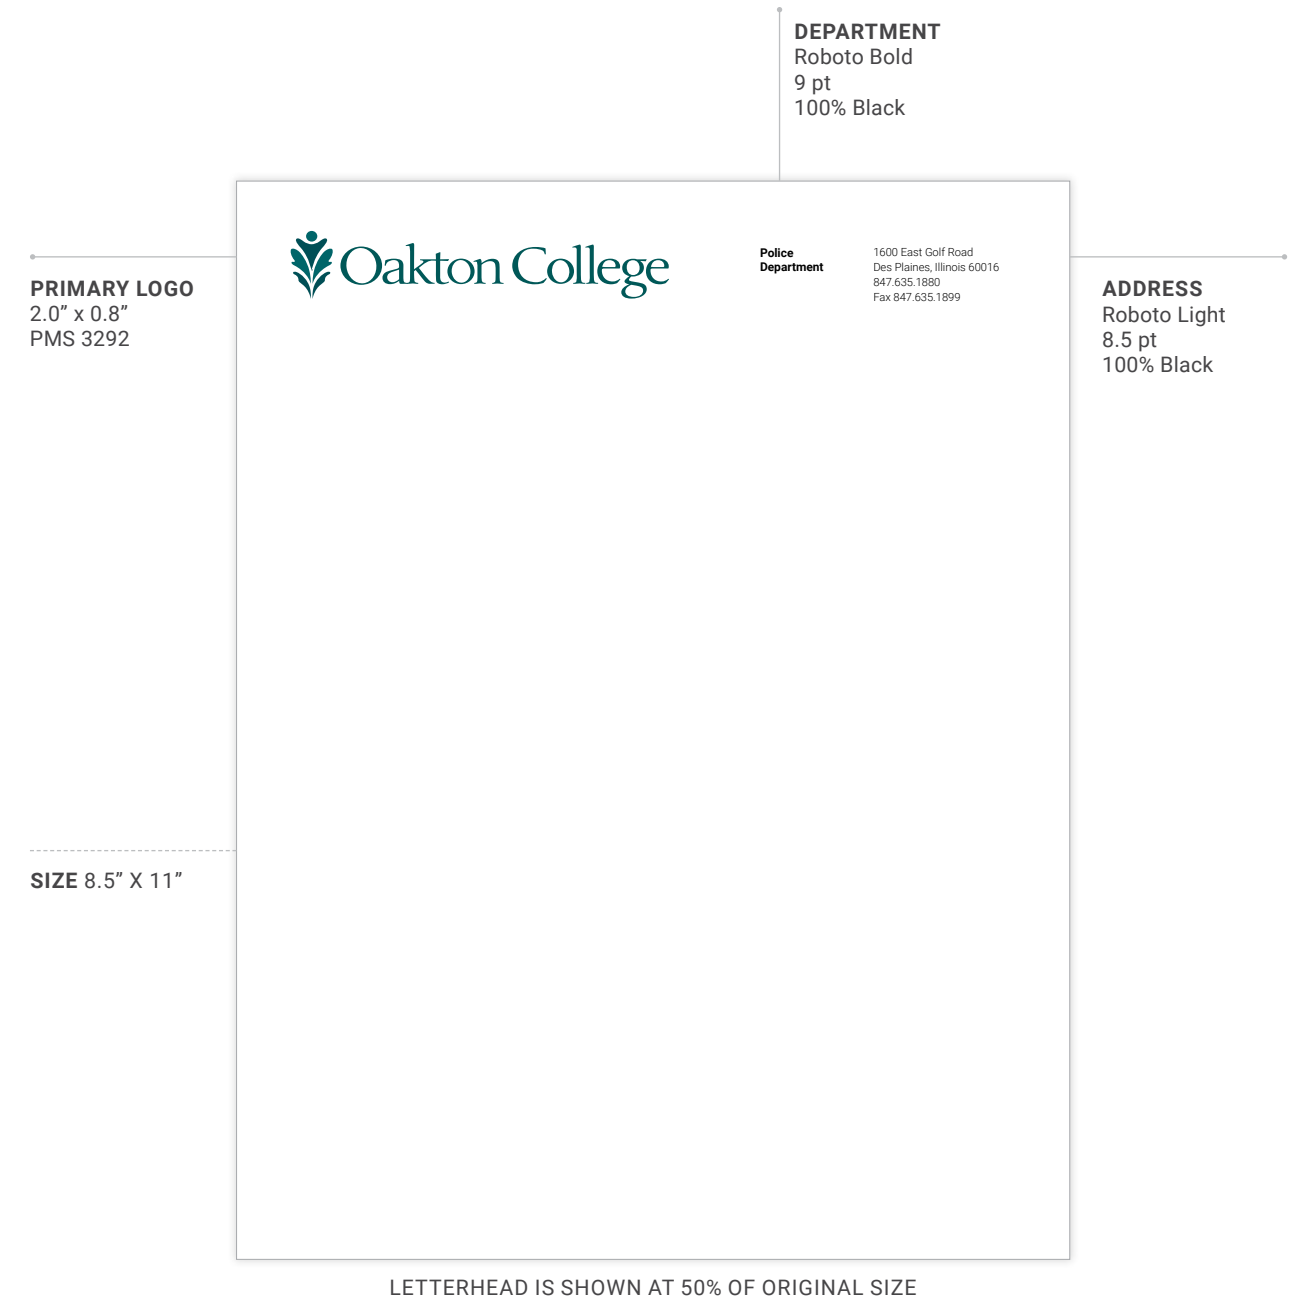 DEPARTMENT
Roboto Bold
9 pt
100% Black
Oakton College
Police
Department
1600 East Golf Road
Des Plaines, Illinois 60016
847.635.1880
Fax 847.635.1899
PRIMARY LOGO
2.0” x 0.8”
PMS 3292
ADDRESS
Roboto Light
8.5 pt
100% Black
SIZE 8.5” X 11”
LETTERHEAD IS SHOWN AT 50% OF ORIGINAL SIZE